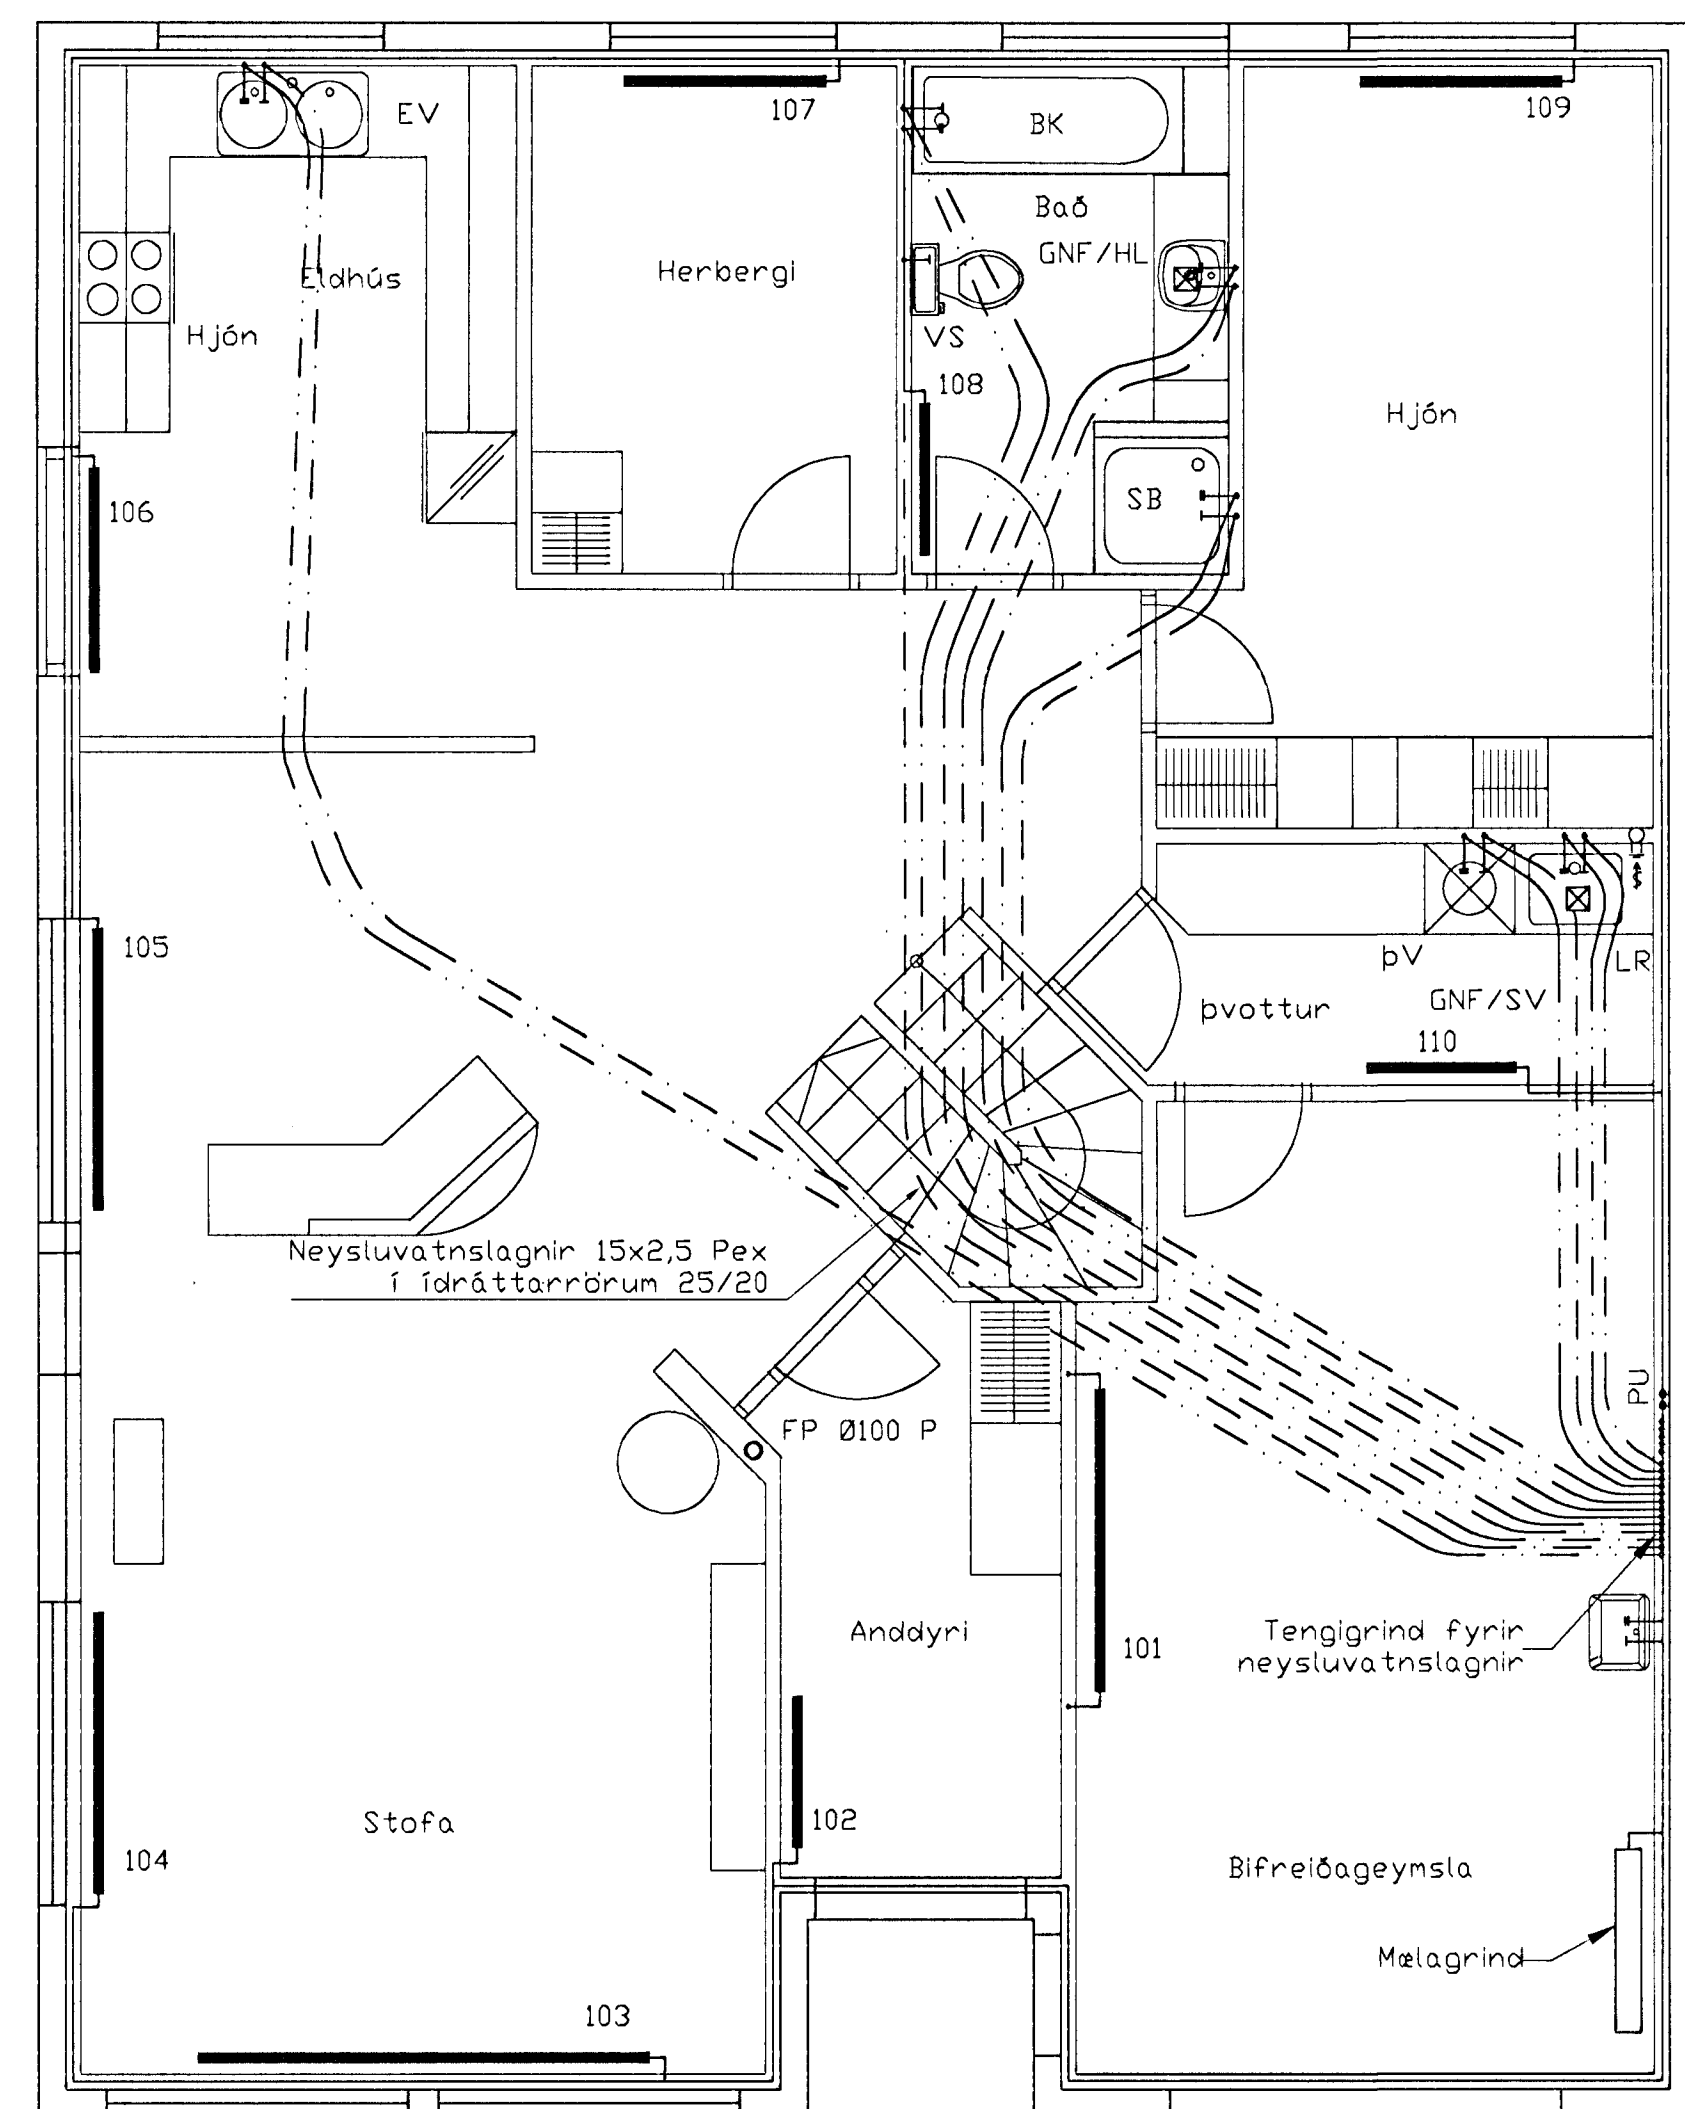 107
109
EV
BK
Bað
GNF/HL
Herbergi
Eldhús
Hjón
VS
108
Hjón
SB
106
105
þV
LR
GNF/SV
þvottur
110
Neysluvatnslagnir 15x2,5 Pex
í ídráttarrörum 25/20
PU
FP Ø100 P
Anddyri
101
Tengigrind fyrir
neysluvatnslagnir
102
Stofa
104
Bifreiðageymsla
Mælagrind
103